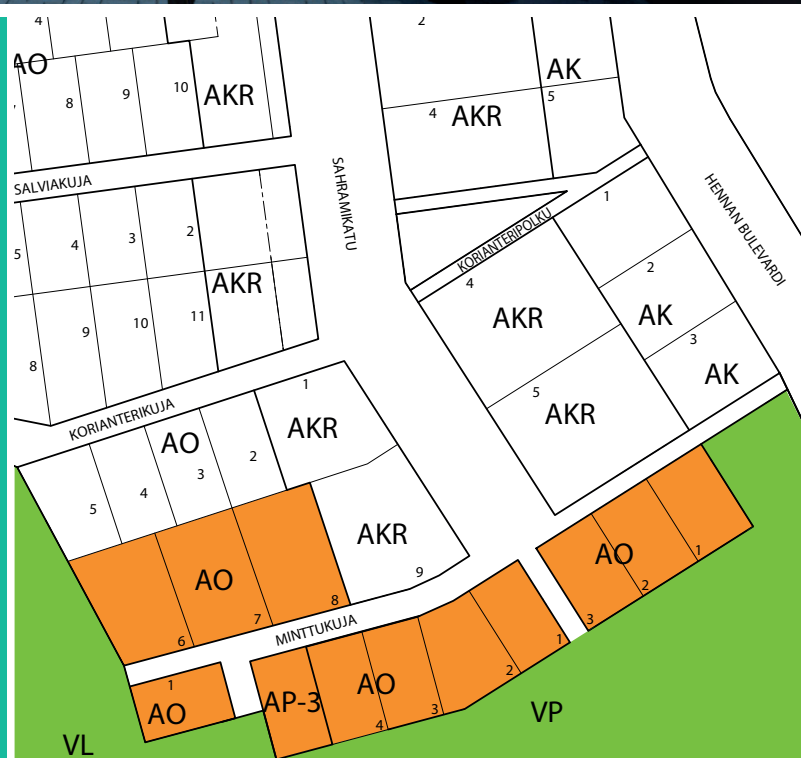 4
2
AO
AK
8
9
10
AKR
5
4
AKR
SALVIAKUJA
SAHRAMIKATU
HENNAN BULEVARDI
1
KORIANTERIPOLKU
5
4
3
2
2
4
AKR
AKR
AK
3
8
9
10
11
AK
5
AKR
KORIANTERIKUJA
1
AO
AKR
2
3
4
5
AKR
9
AO
8
7
6
MINTTUKUJA
AO
1
2
3
1
2
1
AO
AP-3
AO
4
3
VP
VL